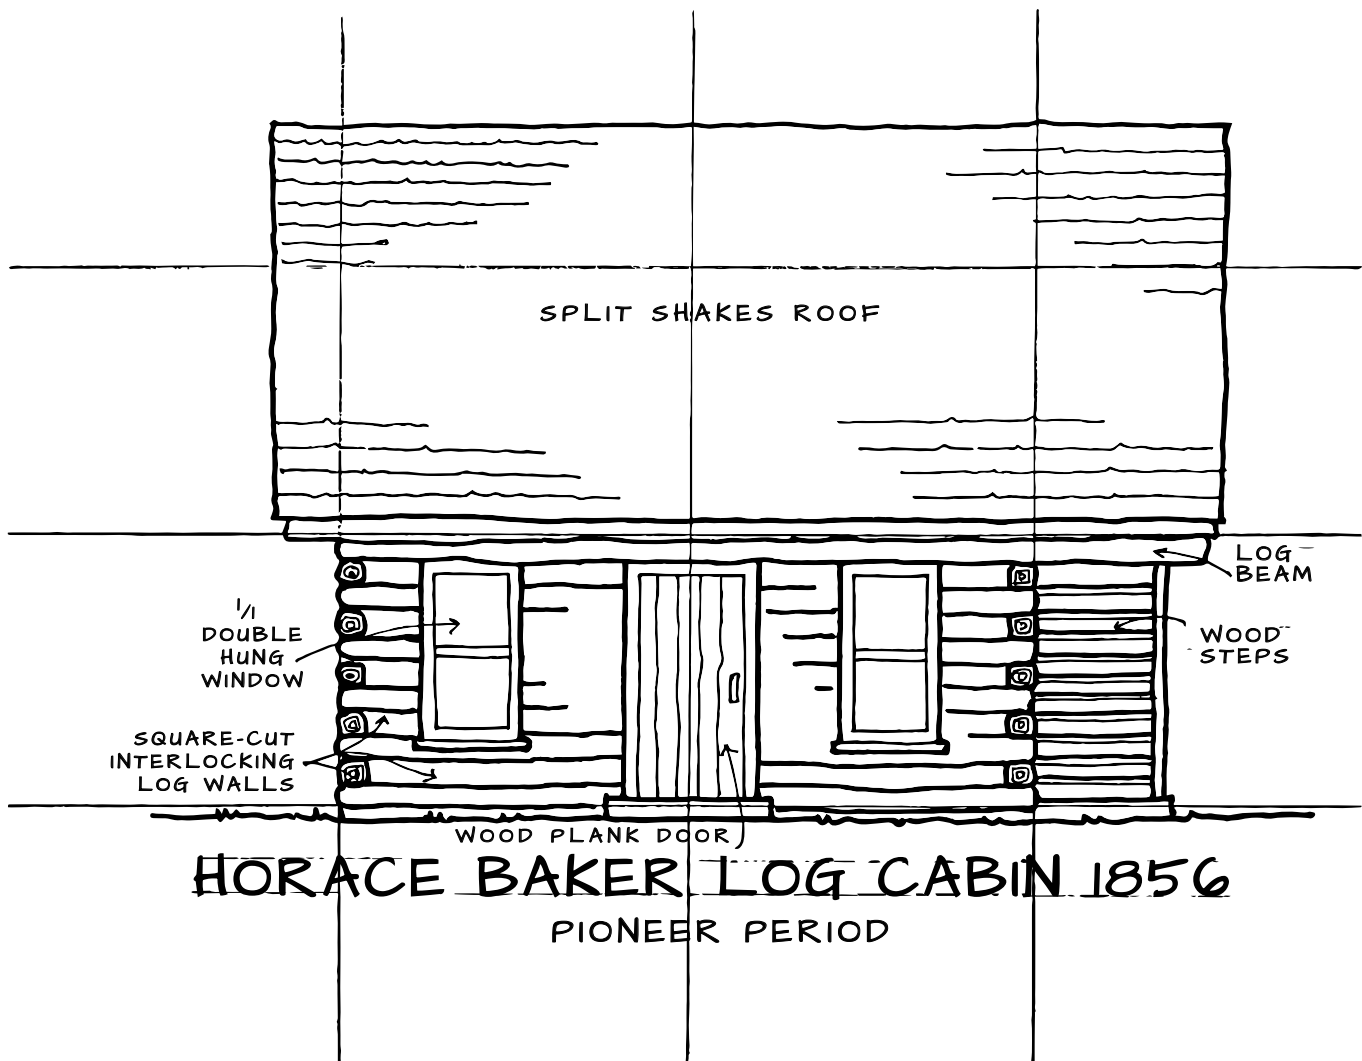 SPLIT SHAKES ROOF
LOG
BEAM
1/1
DOUBLE
HUNG
WINDOW
WOOD
STEPS
SQUARE-CUT
INTERLOCKING
LOG WALLS
WOOD PLANK DOOR
HORACE BAKER LOG CABIN 1856
PIONEER PERIOD